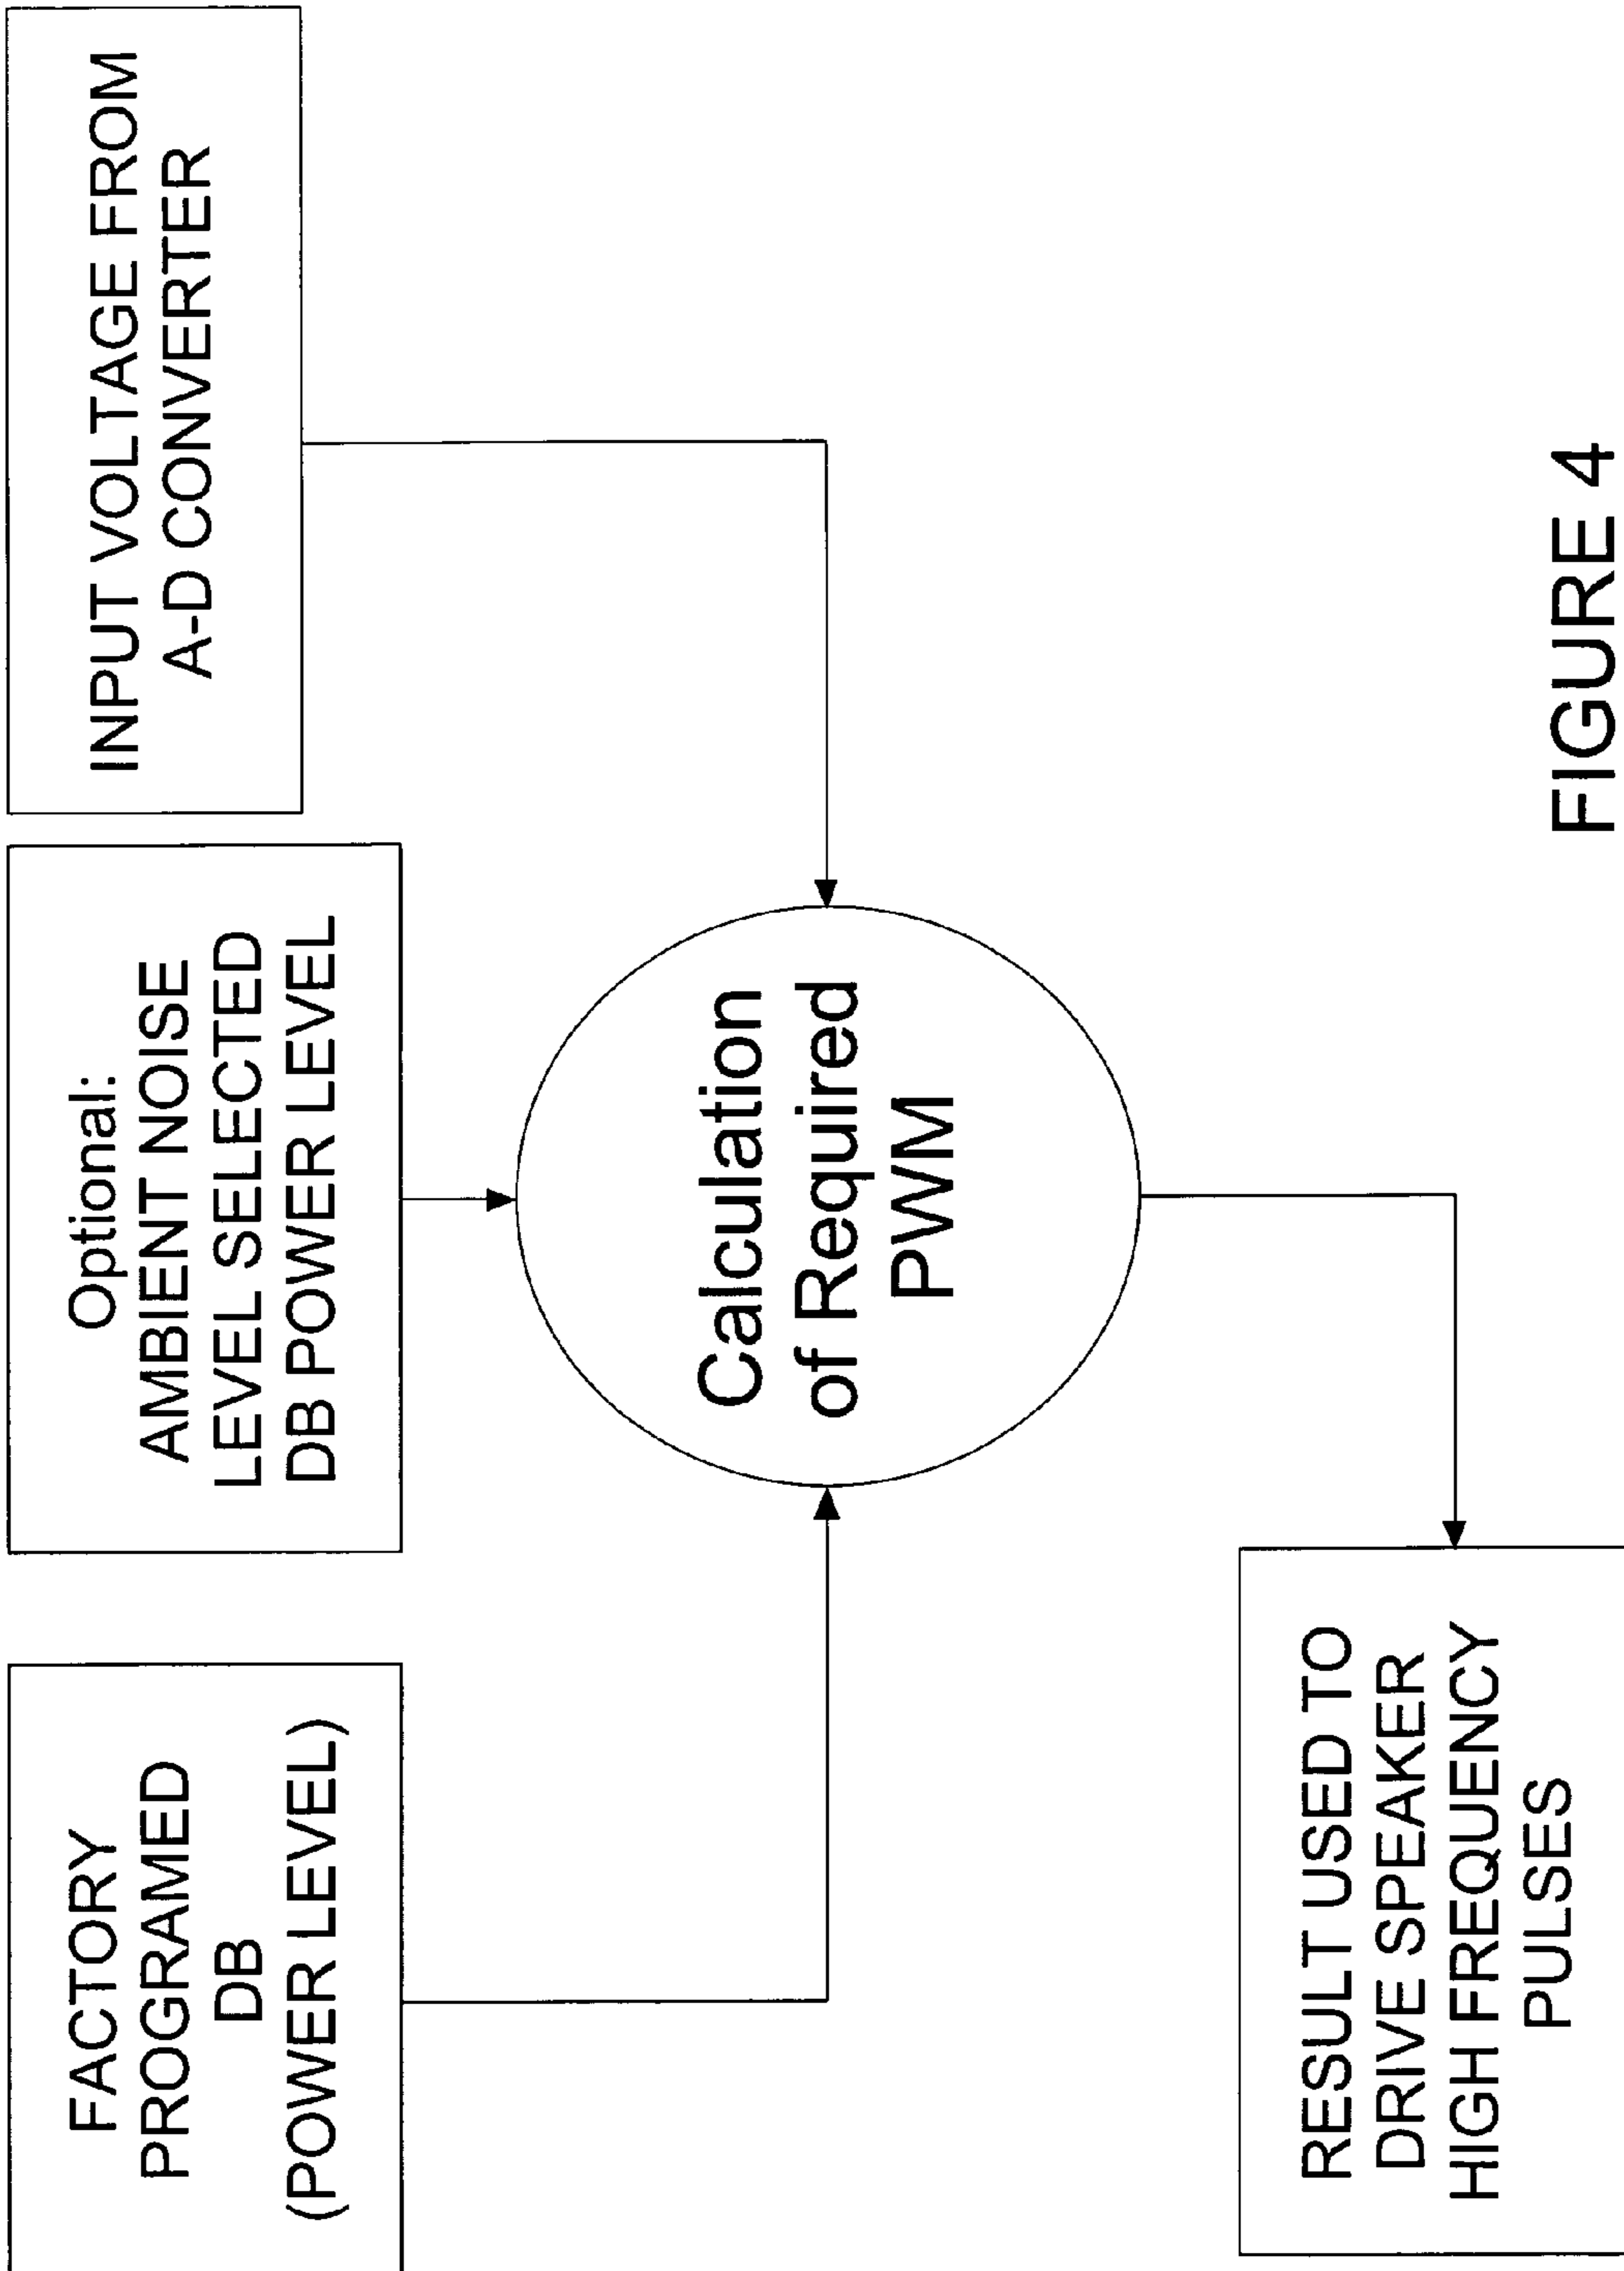 FACTORY
PROGRAMED
DB
(POWER LEVEL)
Optional:
AMBIENT NOISE
LEVEL SELECTED
DB POWER LEVEL
INPUT VOLTAGE FROM
A-D CONVERTER
Calculation
of Required
PWM
RESULT USED TO
DRIVE SPEAKER
HIGH FREQUENCY
PULSES
FIGURE 4